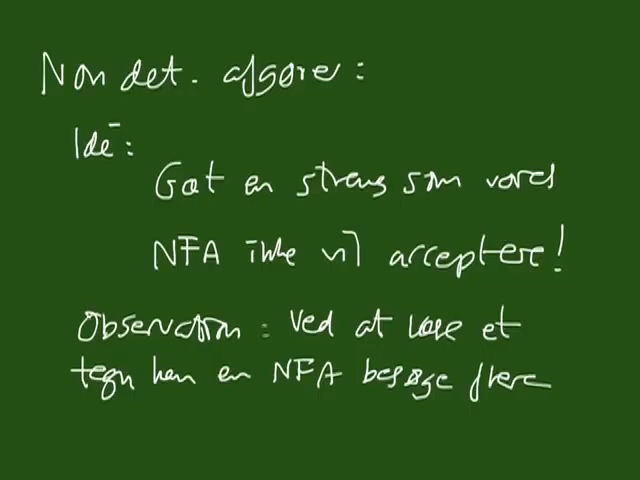 Non det. afgører:
Idé:
Gæt en streng som vores
NFA ikke vil acceptere!
Observation: Ved at læse et
tegn kan en NFA besøge flere